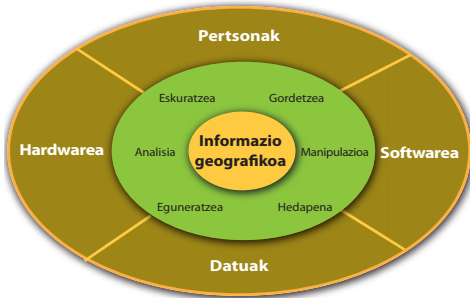 Pertsonak
Eskuratzea
Gordetzea
Hardwarea
Analisia
Informazio
geografikoa
Manipulazioa
Softwarea
Eguneratzea
Hedapena
Datuak